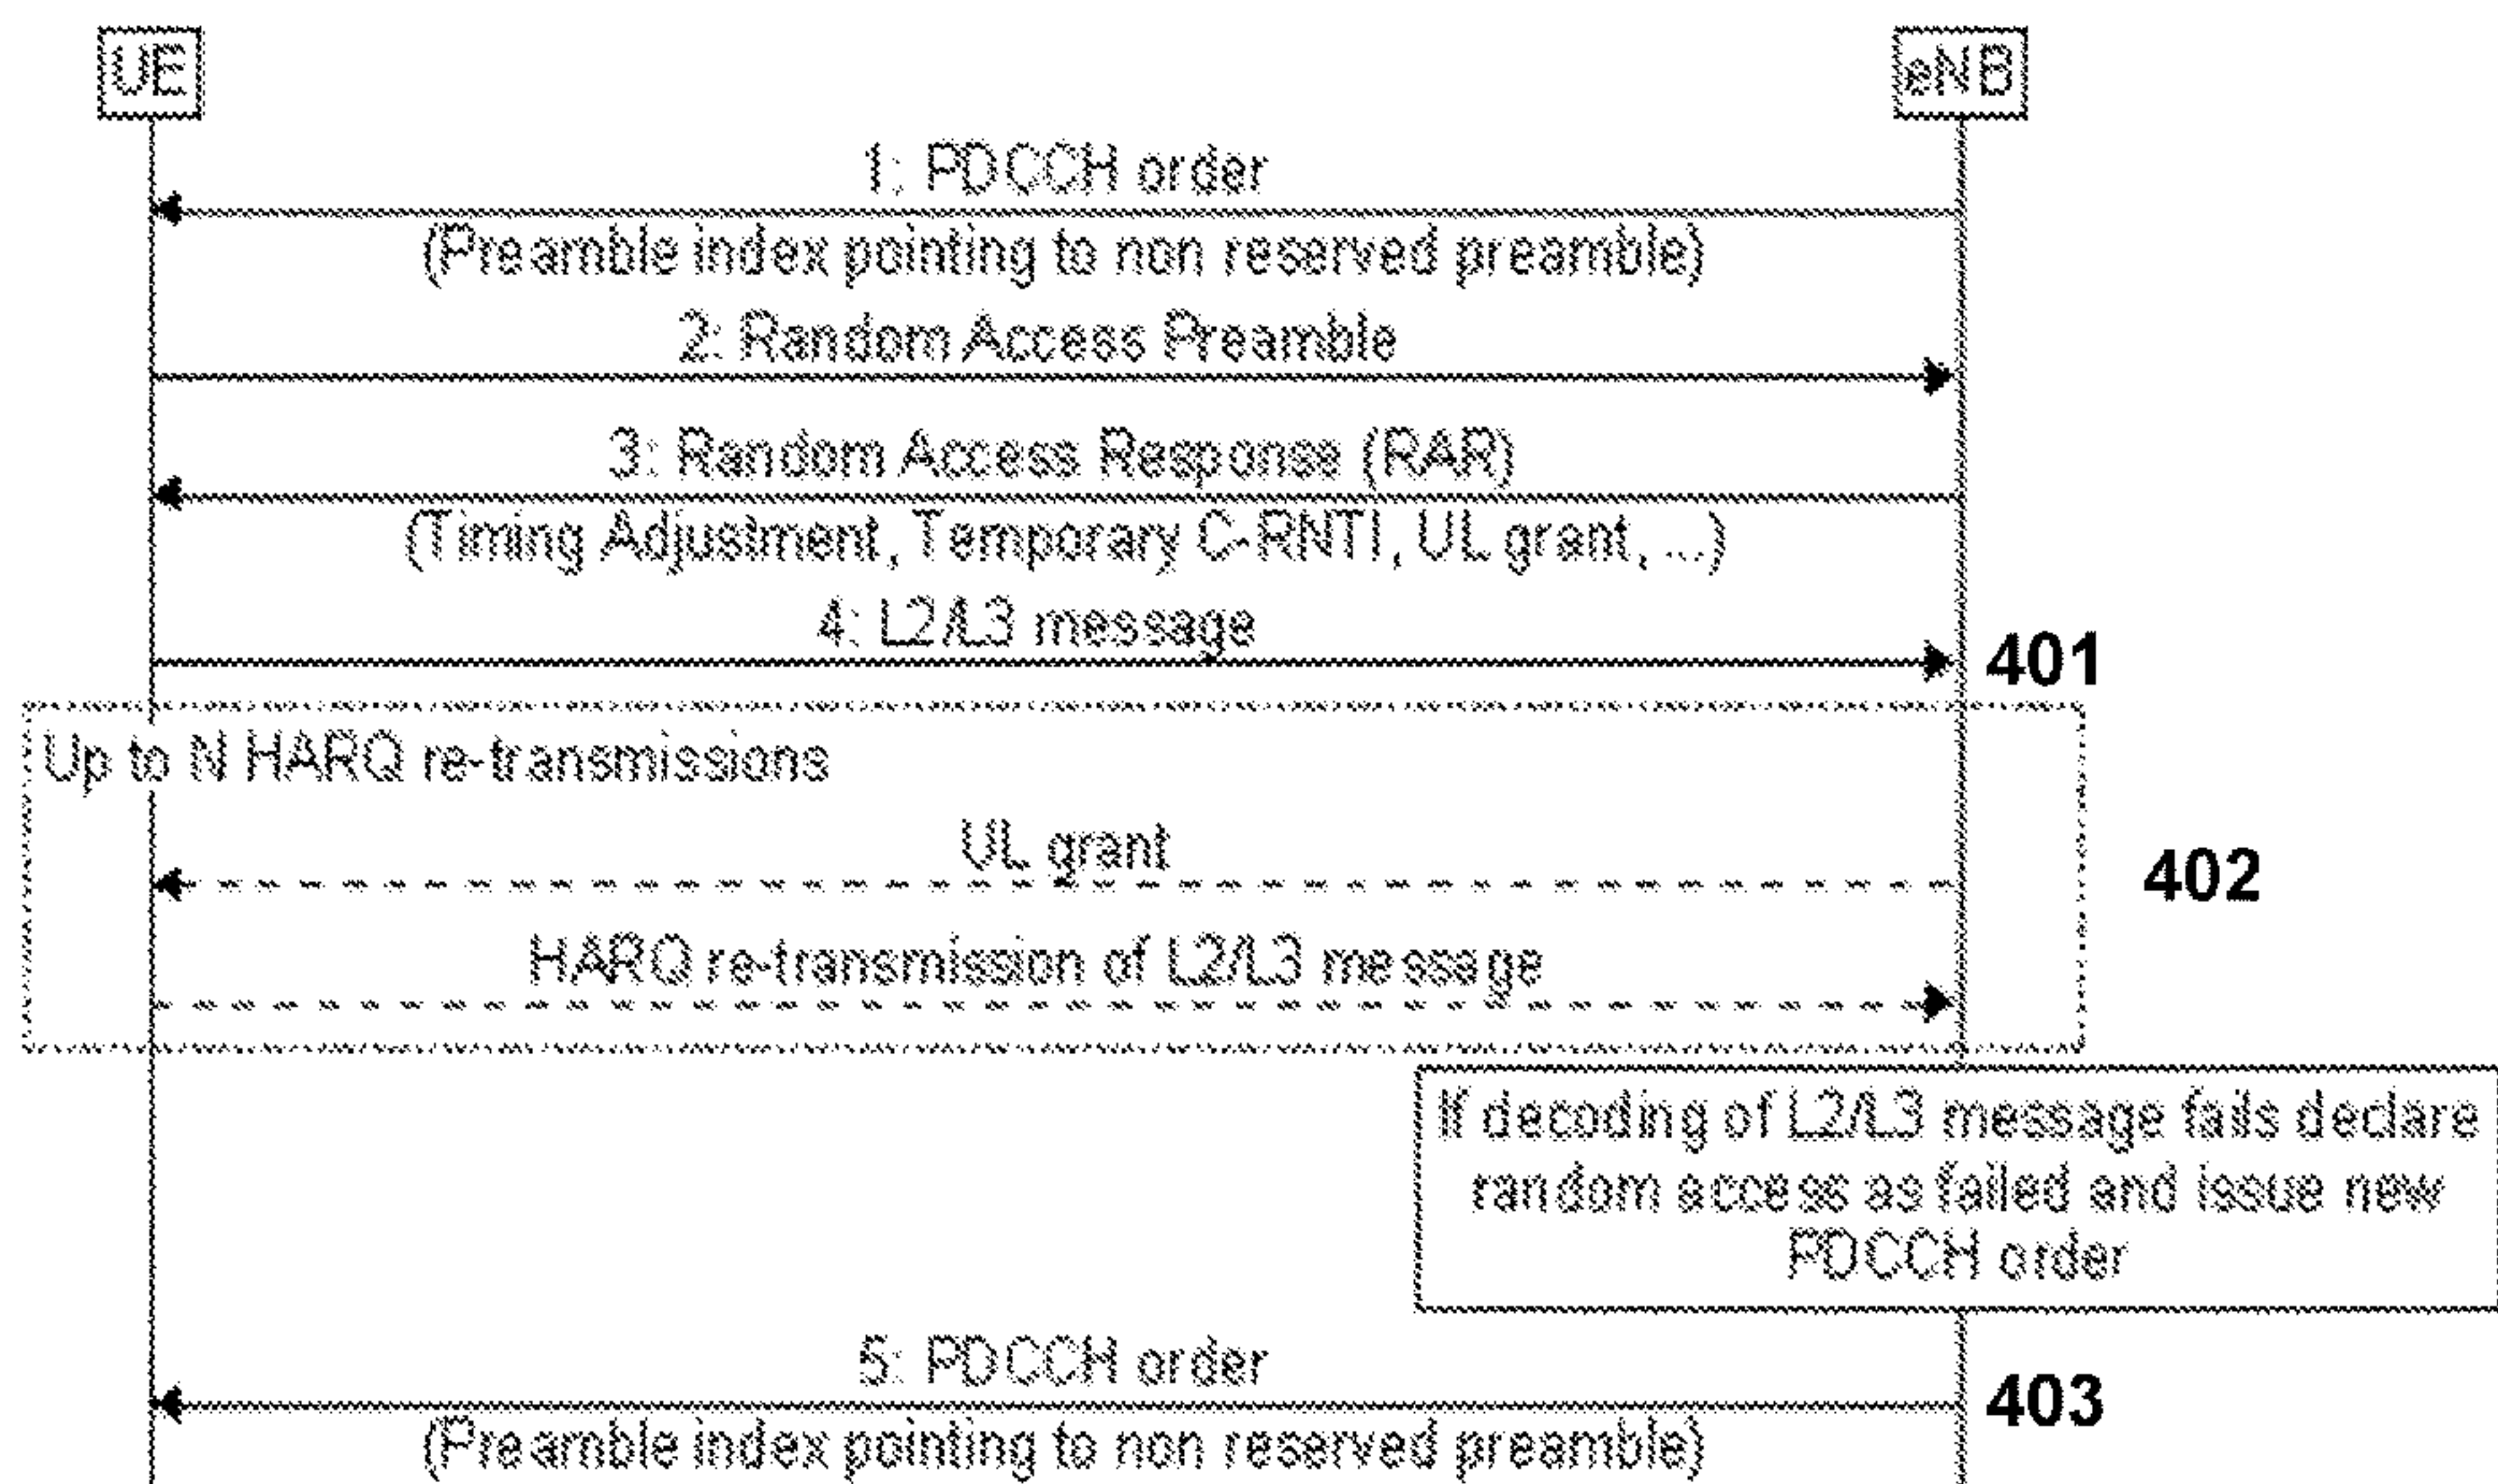 UE
eNB
1: PDCCH order
(Preamble index pointing to non reserved preamble)
2: Random Access Preamble
3: Random Access Response (RAR)
(Timing Adjustment, Temporary C-RNTI, UL grant, ...)
4: L2/L3 message
401
Up to N HARQ re-transmissions
UL grant
402
HARQ re-transmission of L2/L3 message
If decoding of L2/L3 message fails declare
random access as failed and issue new
PDCCH order
5: PDCCH order
403
(Preamble index pointing to non reserved preamble)